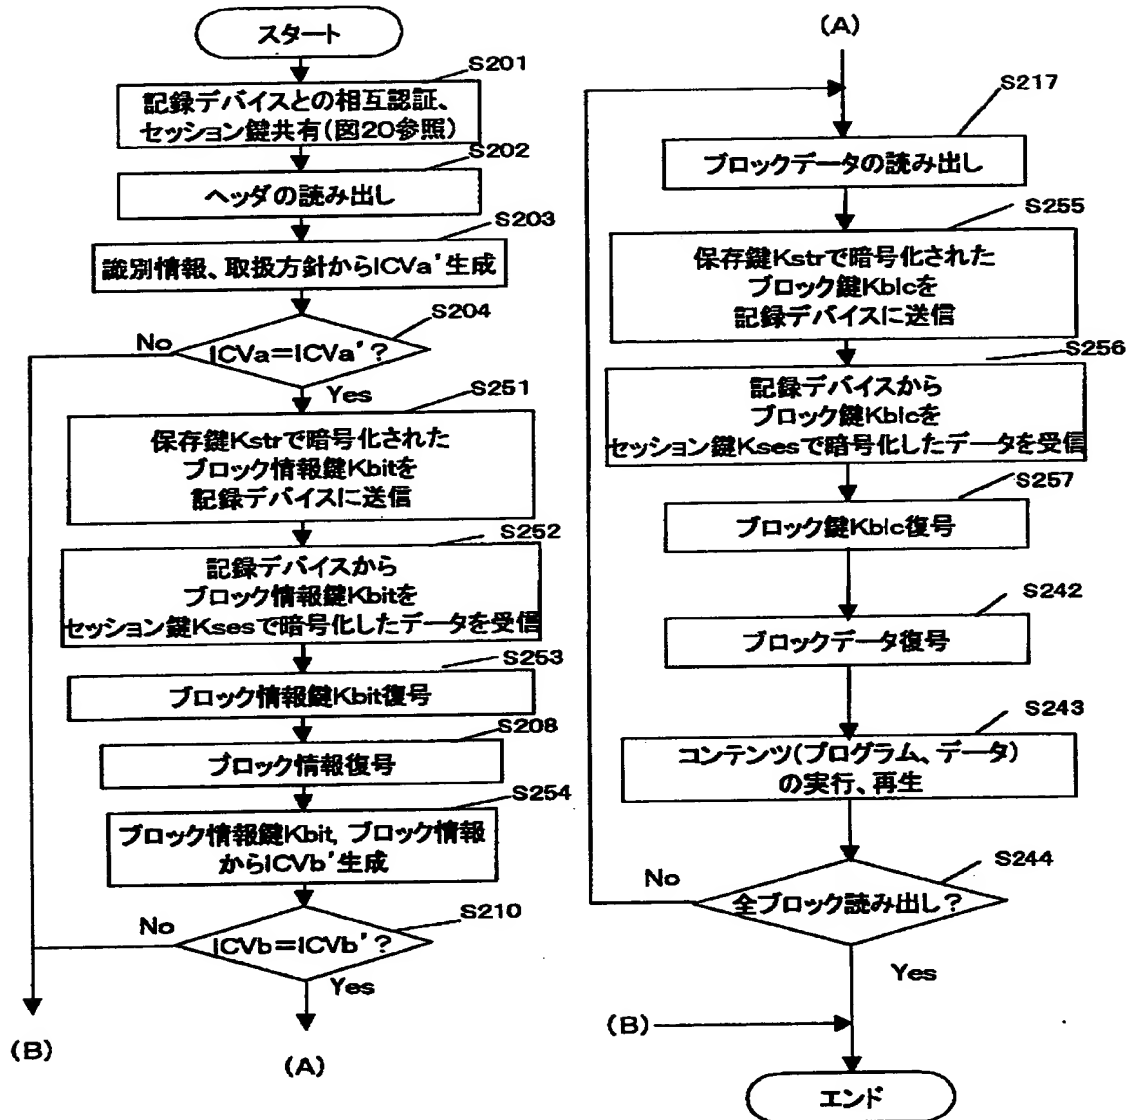 スタート
S201
記録デバイスとの相互認証、
セッション鍵共有(図20参照)
S202
ヘッダの読み出し
S203
識別情報、取扱方針からICVa'生成
S204
No
ICVa=ICVa'?
Yes
S251
保存鍵Kstrで暗号化された
ブロック情報鍵Kbitを
記録デバイスに送信
S252
記録デバイスから
ブロック情報鍵Kbitを
セッション鍵Ksesで暗号化したデータを受信
S253
ブロック情報鍵Kbit復号
S208
ブロック情報復号
S254
ブロック情報鍵Kbit, ブロック情報
からICVb'生成
S210
No
ICVb=ICVb'?
Yes
(B)
(A)
(A)
S217
ブロックデータの読み出し
S255
保存鍵Kstrで暗号化された
ブロック鍵Kblcを
記録デバイスに送信
S256
記録デバイスから
ブロック鍵Kblcを
セッション鍵Ksesで暗号化したデータを受信
S257
ブロック鍵Kblc復号
S242
ブロックデータ復号
S243
コンテンツ(プログラム、データ)
の実行、再生
S244
No
全ブロック読み出し?
Yes
(B)
エンド